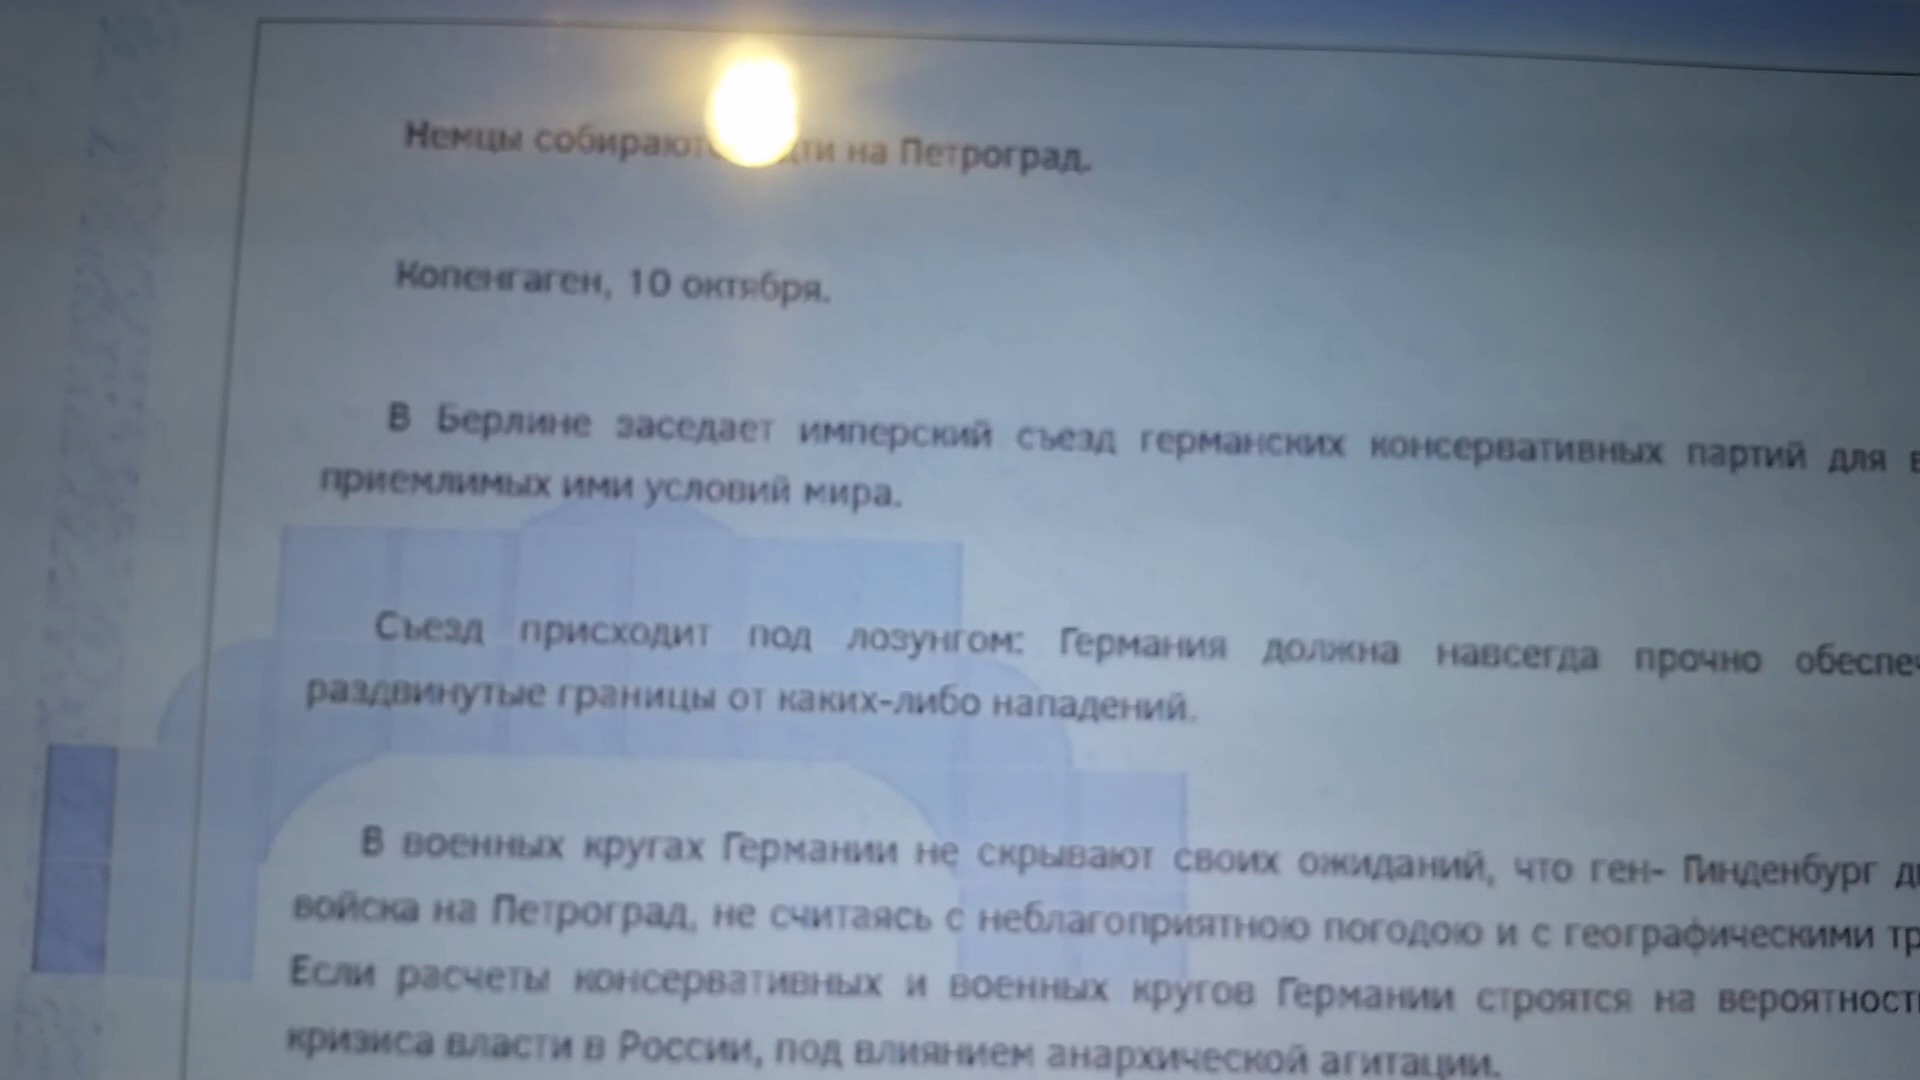 Немцы на Петроград.
Копенгаген, 10 октября.
В Берлине заседает имперский съезд германских консервативных партий для
приемлимых ими условий мира.
Съезд присходит под лозунгом: Германия должна навсегда прочно
раздвинутые границы от каких-либо нападений.
В военных кругах Германии не скрывают своих ожиданий, что ген- Гинденбург
войска на Петроград, не считаясь с неблагоприятною погодою и с географическими
Если расчеты консервативных и военных кругов Германии строятся на
кризиса власти в России, под влиянием анархической агитации.